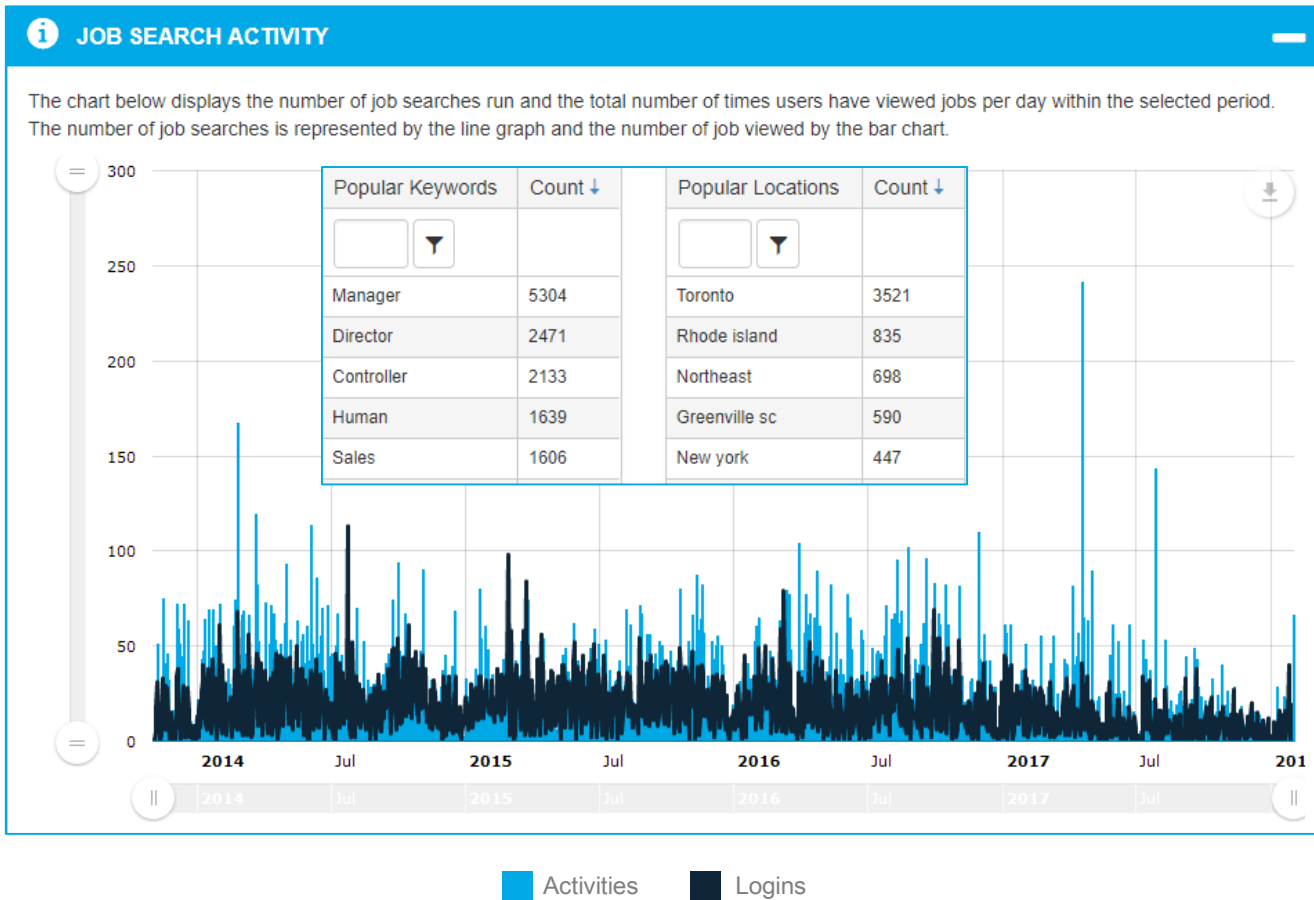 JOB SEARCH ACTIVITY
The chart below displays the number of job searches run and the total number of times users have viewed jobs per day within the selected period.
The number of job searches is represented by the line graph and the number of job viewed by the bar chart.
300
250
200
150
100
50
0
Popular Keywords Count
Manager 5304
Director 2471
Controller 2133
Human 1639
Sales 1606
Popular Locations Count
Toronto 3521
Rhode island 835
Northeast 698
Greenville sc 590
New york 447
2014 Jul 2015 Jul 2016 Jul 2017 Jul 201
2014 Jul 2015 Jul 2016 Jul 2017 Jul
Activities Logins